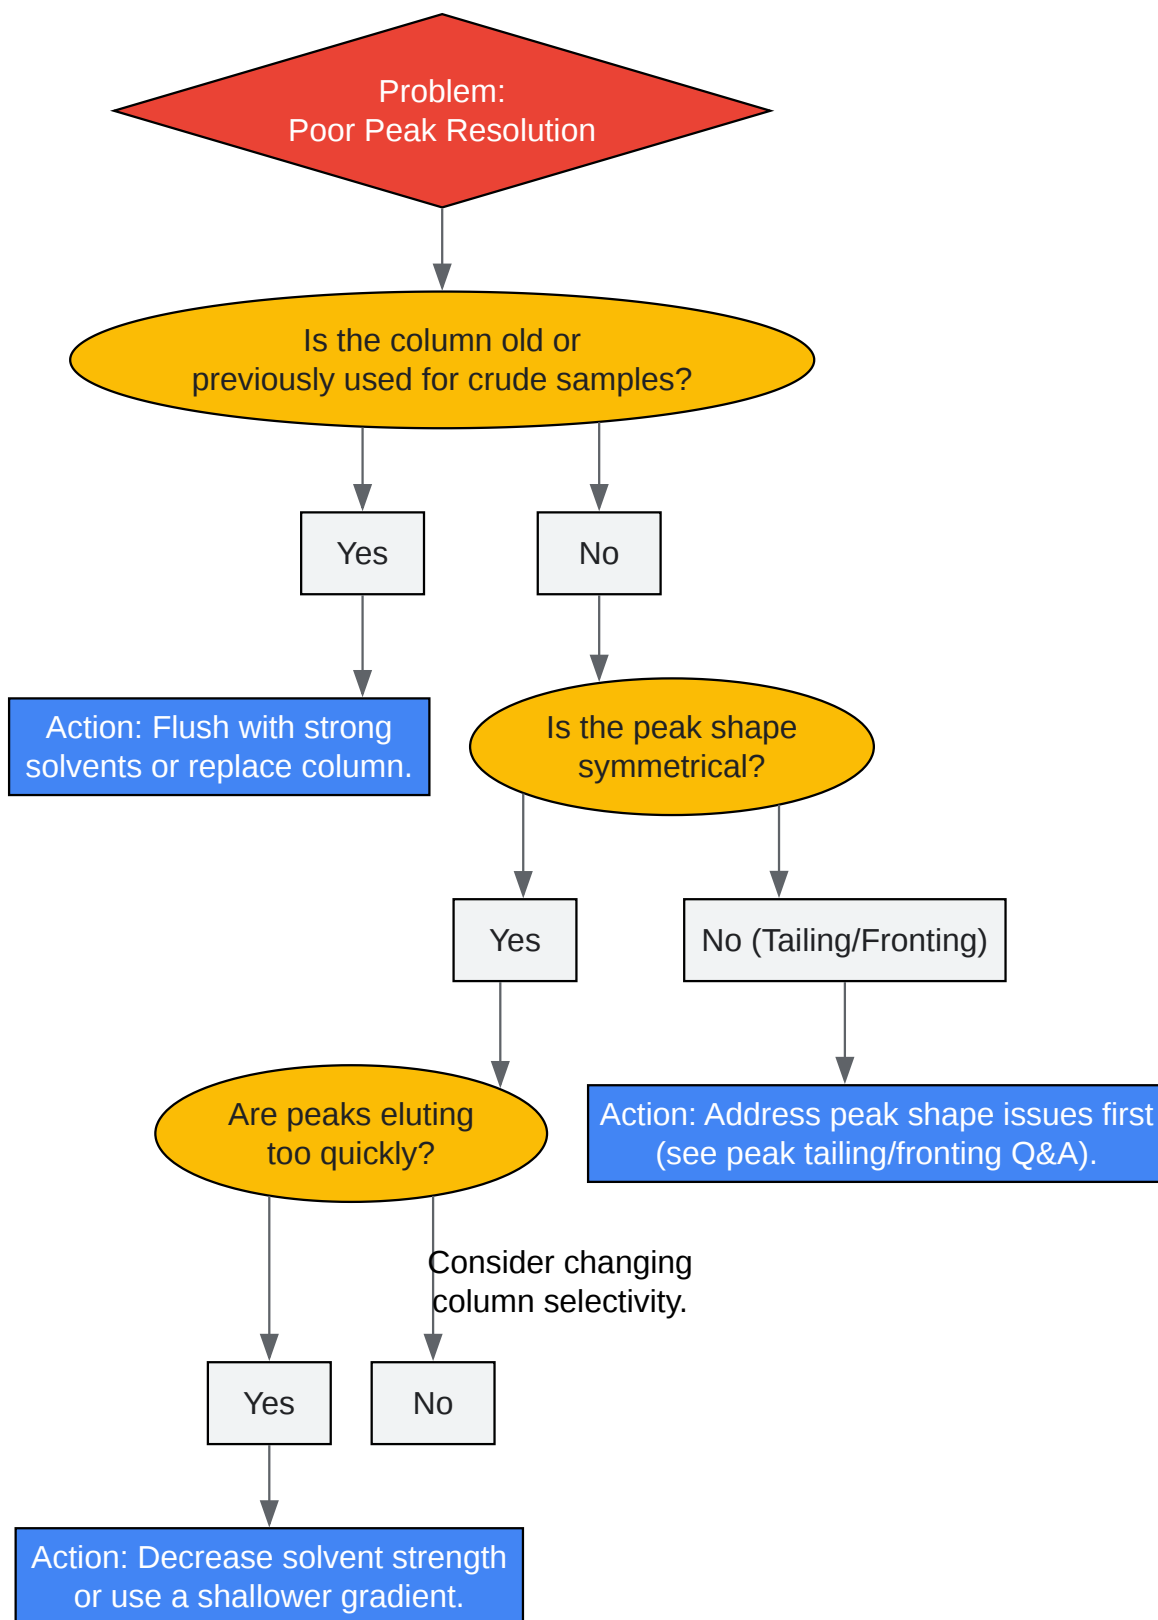 Problem:
Poor Peak Resolution
Is the column old or
previously used for crude samples?
Yes
No
Action: Flush with strong
solvents or replace column.
Is the peak shape
symmetrical?
Yes
No (Tailing/Fronting)
Are peaks eluting
too quickly?
Action: Address peak shape issues first
(see peak tailing/fronting Q&A).
Consider changing
column selectivity.
Yes
No
Action: Decrease solvent strength
or use a shallower gradient.